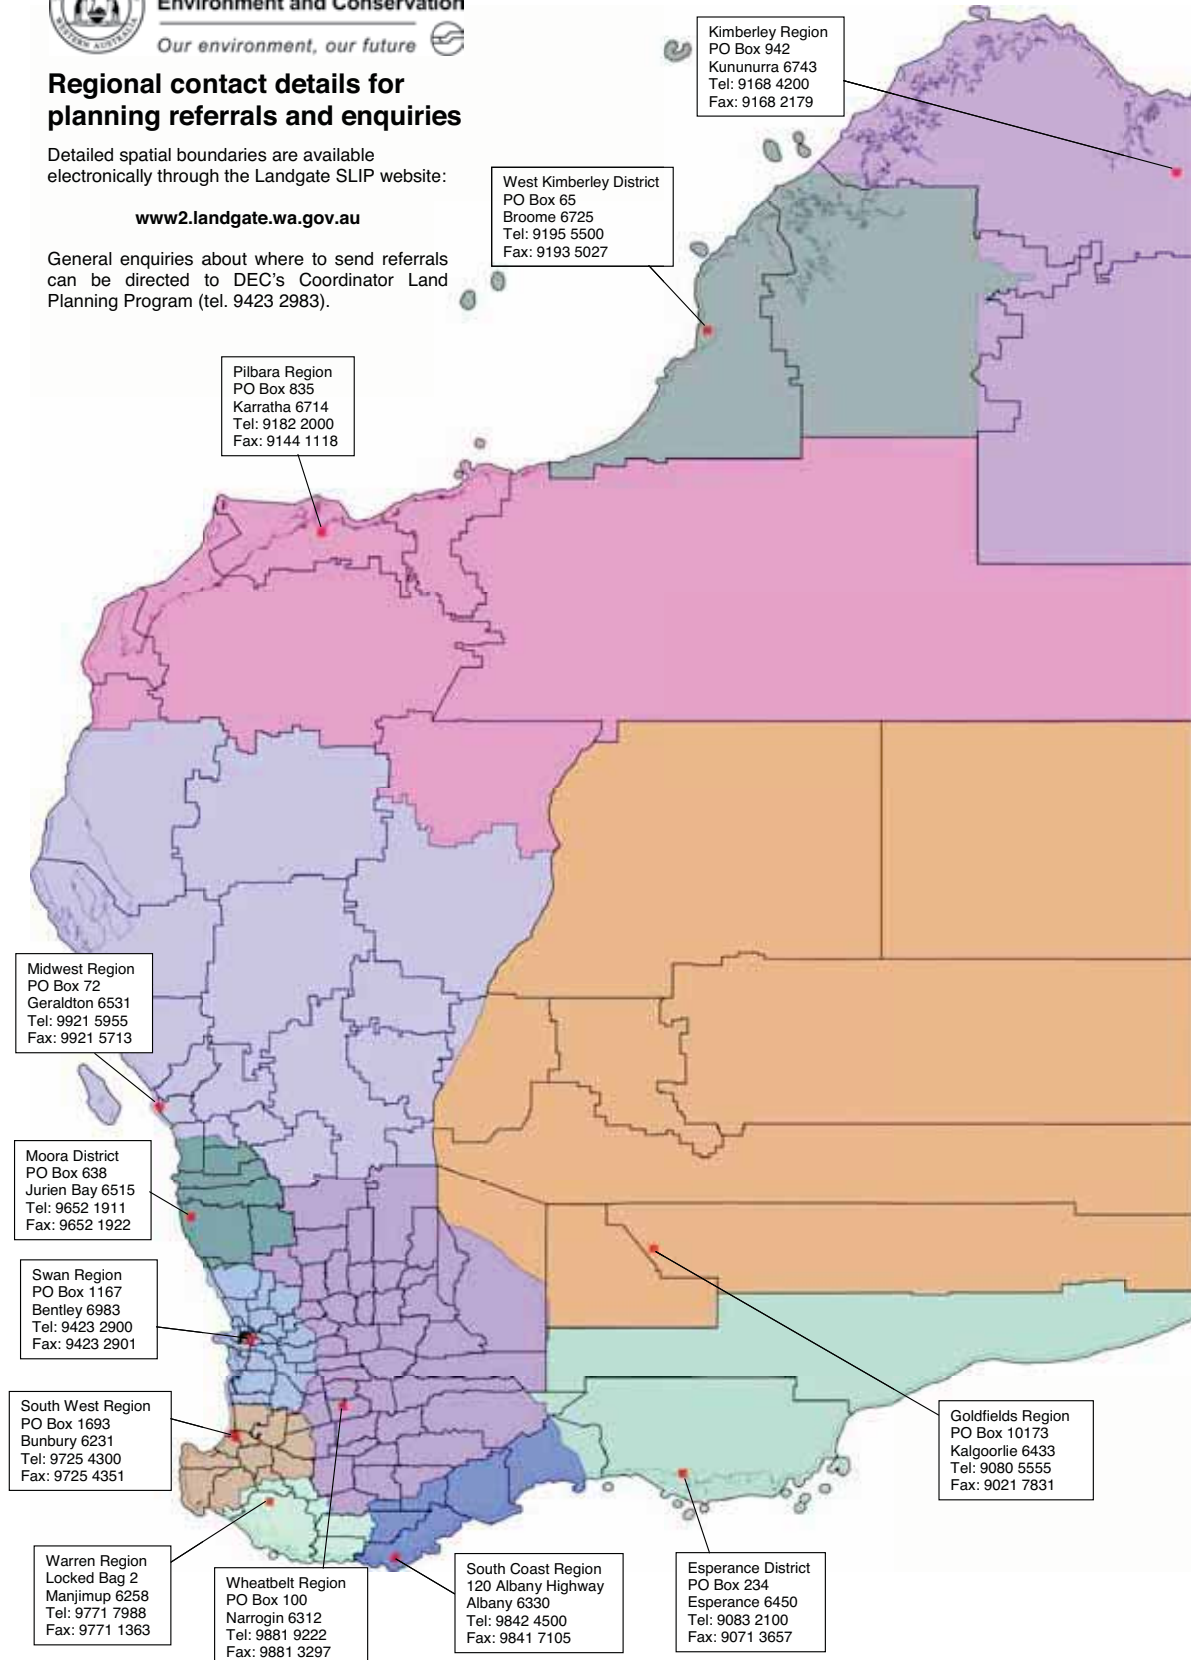 Environment and Conservation
WESTERN AUSTRALIA
Our environment, our future
Regional contact details for
planning referrals and enquiries
Detailed spatial boundaries are available
electronically through the Landgate SLIP website:
www2.landgate.wa.gov.au
General enquiries about where to send referrals
can be directed to DEC's Coordinator Land
Planning Program (tel. 9423 2983).
Kimberley Region
PO Box 942
Kununurra 6743
Tel: 9168 4200
Fax: 9168 2179
West Kimberley District
PO Box 65
Broome 6725
Tel: 9195 5500
Fax: 9193 5027
Pilbara Region
PO Box 835
Karratha 6714
Tel: 9182 2000
Fax: 9144 1118
Midwest Region
PO Box 72
Geraldton 6531
Tel: 9921 5955
Fax: 9921 5713
Moora District
PO Box 638
Jurien Bay 6515
Tel: 9652 1911
Fax: 9652 1922
Swan Region
PO Box 1167
Bentley 6983
Tel: 9423 2900
Fax: 9423 2901
South West Region
PO Box 1693
Bunbury 6231
Tel: 9725 4300
Fax: 9725 4351
Goldfields Region
PO Box 10173
Kalgoorlie 6433
Tel: 9080 5555
Fax: 9021 7831
Warren Region
Locked Bag 2
Manjimup 6258
Tel: 9771 7988
Fax: 9771 1363
Wheatbelt Region
PO Box 100
Narrogin 6312
Tel: 9881 9222
Fax: 9881 3297
South Coast Region
120 Albany Highway
Albany 6330
Tel: 9842 4500
Fax: 9841 7105
Esperance District
PO Box 234
Esperance 6450
Tel: 9083 2100
Fax: 9071 3657